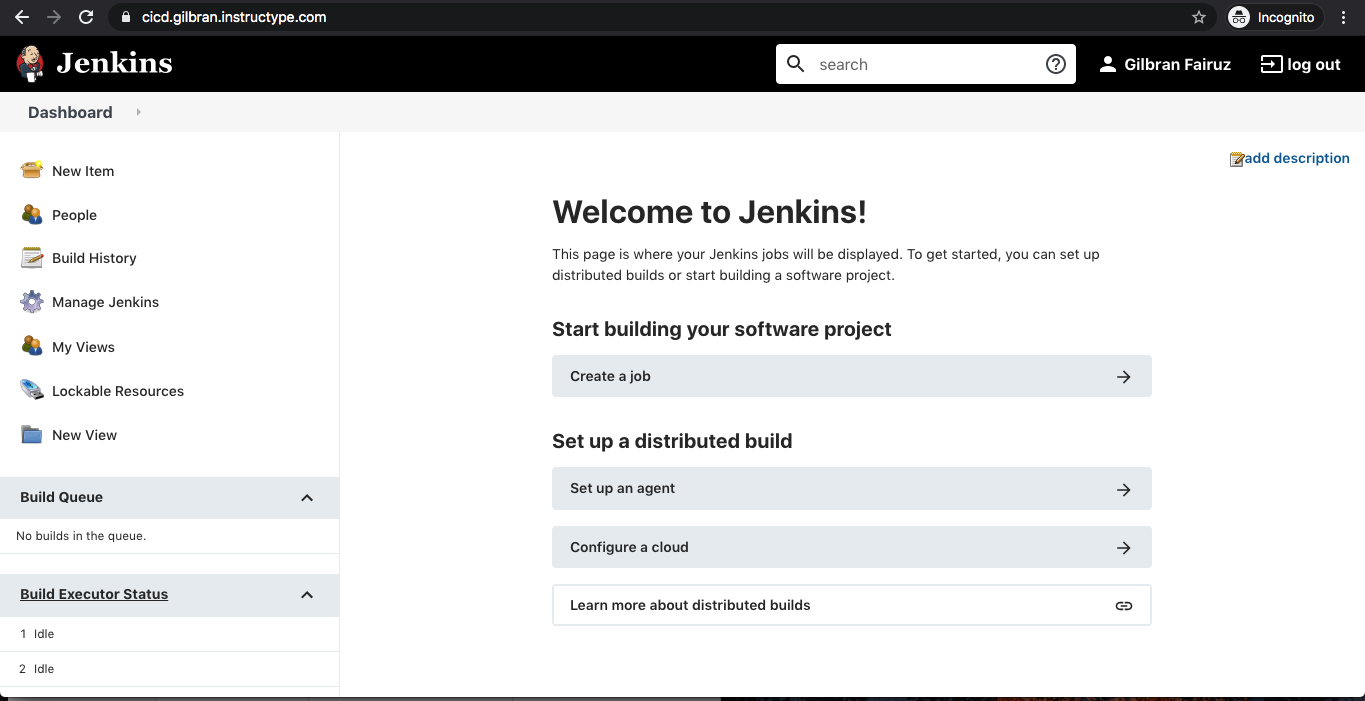 cicd.gilbran.instructype.com
Incognito
Jenkins
search
Gilbran Fairuz
log out
Dashboard
New Item
People
Build History
Manage Jenkins
My Views
Lockable Resources
New View
Build Queue
No builds in the queue.
Build Executor Status
1 Idle
2 Idle
add description
Welcome to Jenkins!
This page is where your Jenkins jobs will be displayed. To get started, you can set up
distributed builds or start building a software project.
Start building your software project
Create a job
Set up a distributed build
Set up an agent
Configure a cloud
Learn more about distributed builds